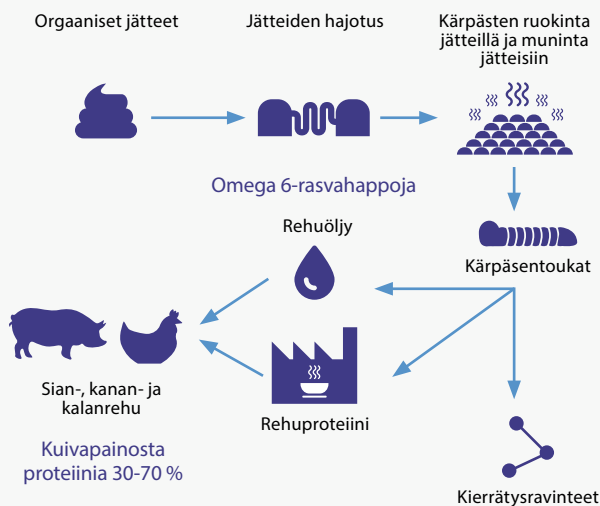 Orgaaniset jätteet
Jätteiden hajotus
Kärpästen ruokinta
jätteillä ja muninta
jätteisiin
Omega 6-rasvahappoja
Rehuöljy
Kärpäsentoukat
Sian-, kanan- ja
kalanrehu
Rehuproteiini
Kuivapainosta
proteiinia 30-70 %
Kierrätysravinteet